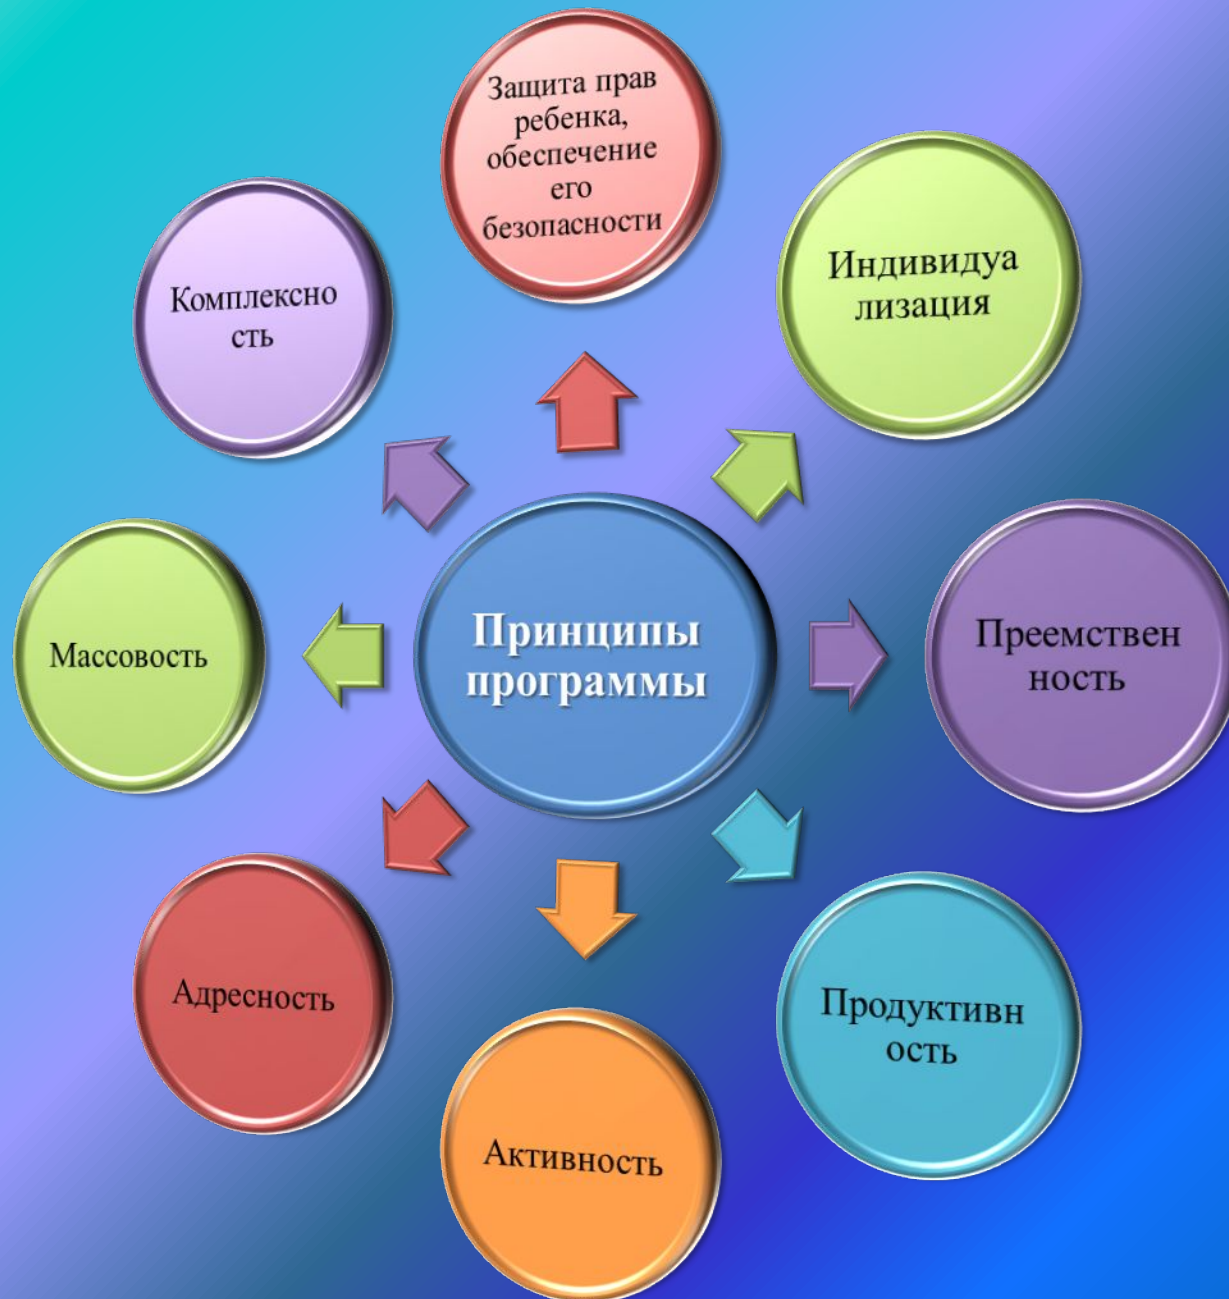 Защита прав
ребенка,
обеспечение
его
безопасности
Индивидуа
лизация
Комплексно
сть
Принципы
программы
Преемствен
ность
Массовость
Продуктивн
ость
Адресность
Активность